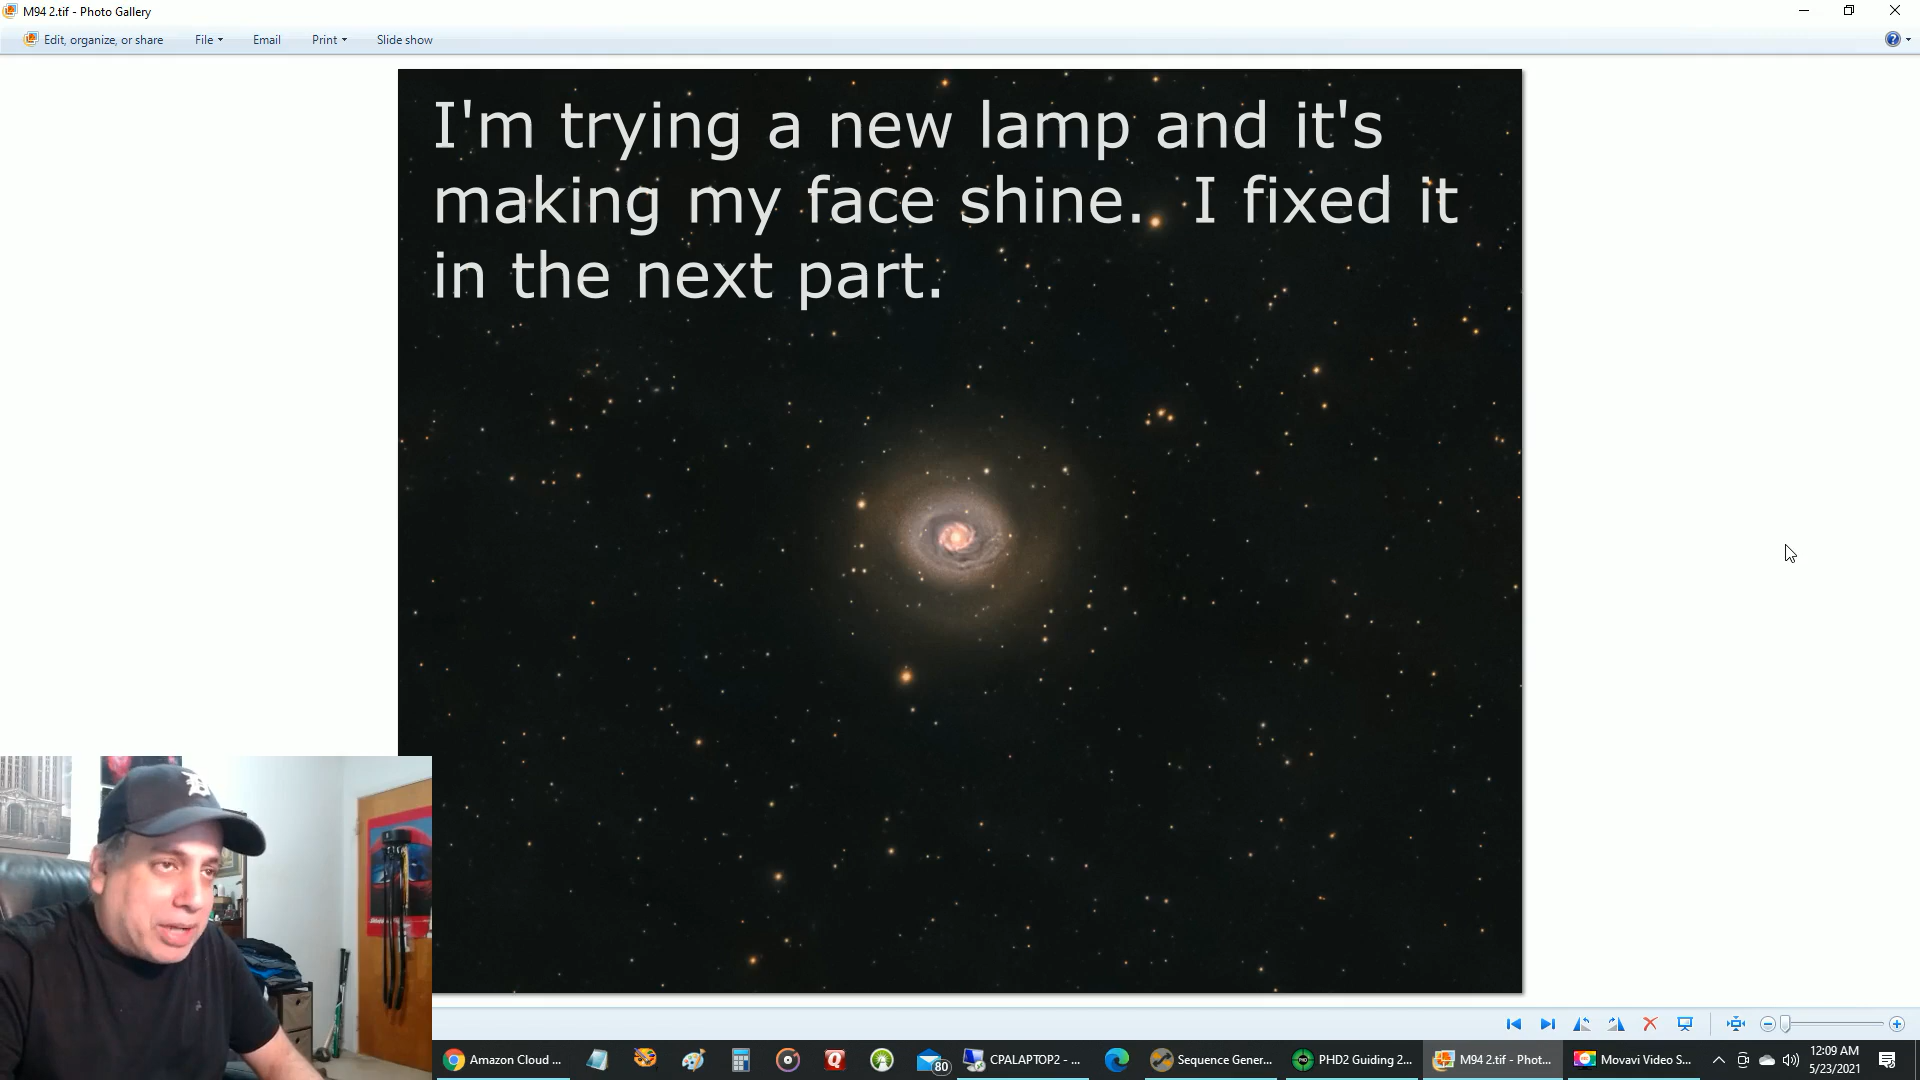 M94 2.tif - Photo Gallery
Edit, organize, or share File Email Print Slide show
I'm trying a new lamp and it's
making my face shine. I fixed it
in the next part.
Amazon Cloud ... 80 CPALAPTOP2 - ... Sequence Gener... PHD2 Guiding 2... M94 2.tif - Phot... Movavi Video S... 12:09 AM
5/23/2021